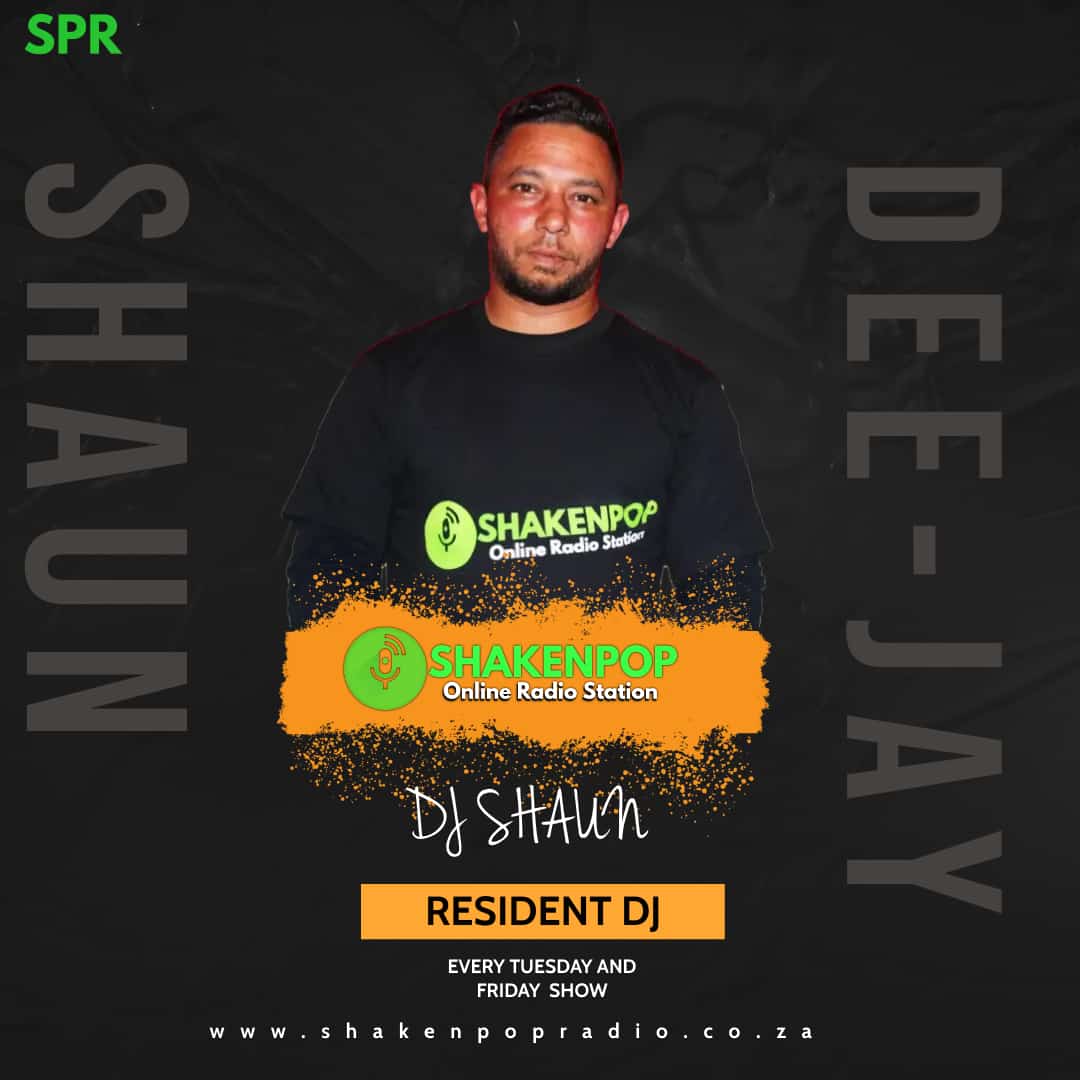 SPR
SHAUN
DEE-JAY
SHAKENPOP
Online Radio Station
SHAKENPOP
Online Radio Station
DJ SHAUN
RESIDENT DJ
EVERY TUESDAY AND
FRIDAY SHOW
www.shakenpopradio.co.za